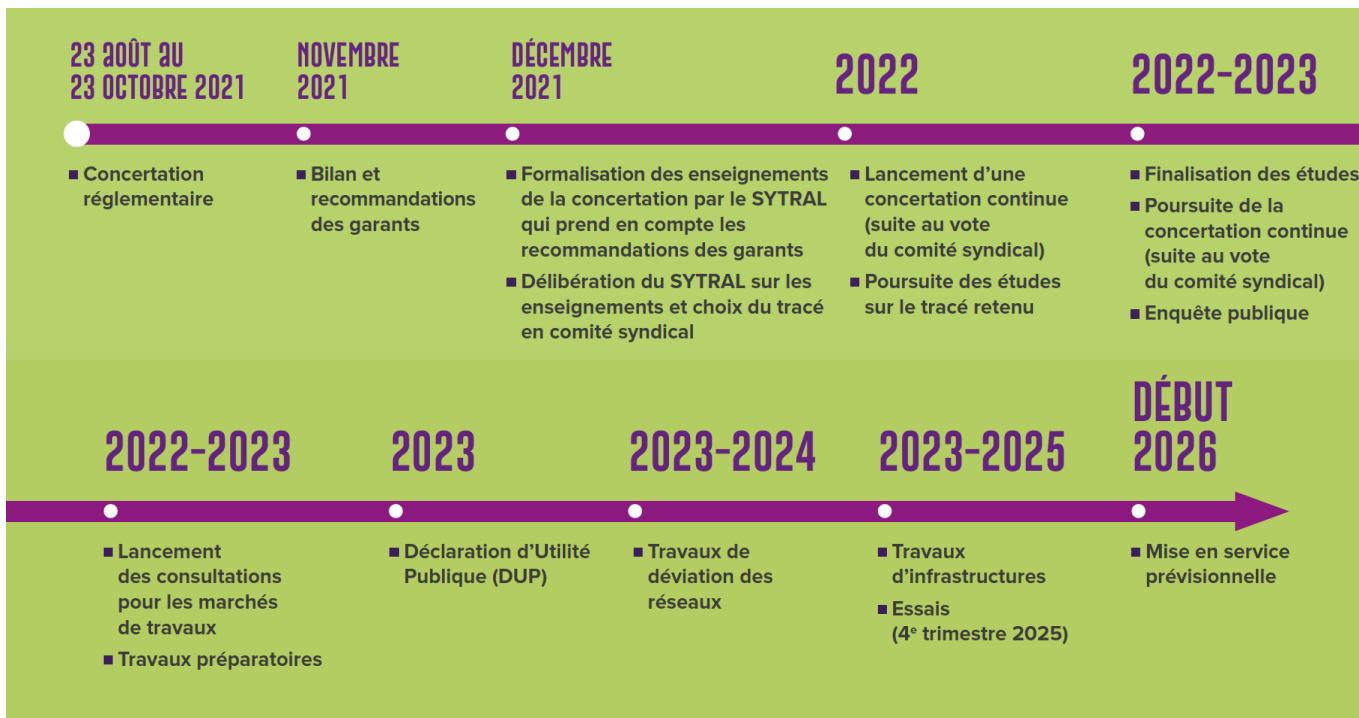 23 AOÛT AU
23 OCTOBRE 2021
■ Concertation
réglementaire
NOVEMBRE
2021
■ Bilan et
recommandations
des garants
DÉCEMBRE
2021
■ Formalisation des enseignements
de la concertation par le SYTRAL
qui prend en compte les
recommandations des garants
■ Délibération du SYTRAL sur les
enseignements et choix du tracé
en comité syndical
2022
■ Lancement d’une
concertation continue
(suite au vote
du comité syndical)
■ Poursuite des études
sur le tracé retenu
2022-2023
■ Finalisation des études
■ Poursuite de la
concertation continue
(suite au vote
du comité syndical)
■ Enquête publique
2022-2023
■ Lancement
des consultations
pour les marchés
de travaux
■ Travaux préparatoires
2023
■ Déclaration d’Utilité
Publique (DUP)
2023-2024
■ Travaux de
déviation des
réseaux
2023-2025
■ Travaux
d’infrastructures
■ Essais
(4e trimestre 2025)
DÉBUT
2026
■ Mise en service
prévisionnelle